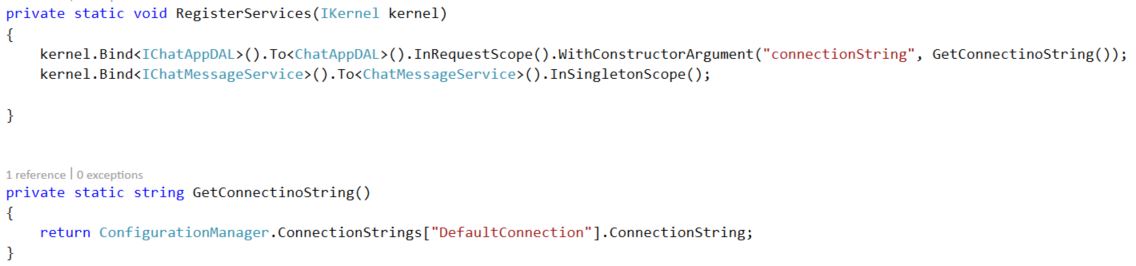 private static void RegisterServices(IKernel kernel)
{
    kernel.Bind<IChatAppDAL>().To<ChatAppDAL>().InRequestScope().WithConstructorArgument("connectionString", GetConnectinoString());
    kernel.Bind<IChatMessageService>().To<ChatMessageService>().InSingletonScope();
}
1 reference | 0 exceptions
private static string GetConnectinoString()
{
    return ConfigurationManager.ConnectionStrings["DefaultConnection"].ConnectionString;
}